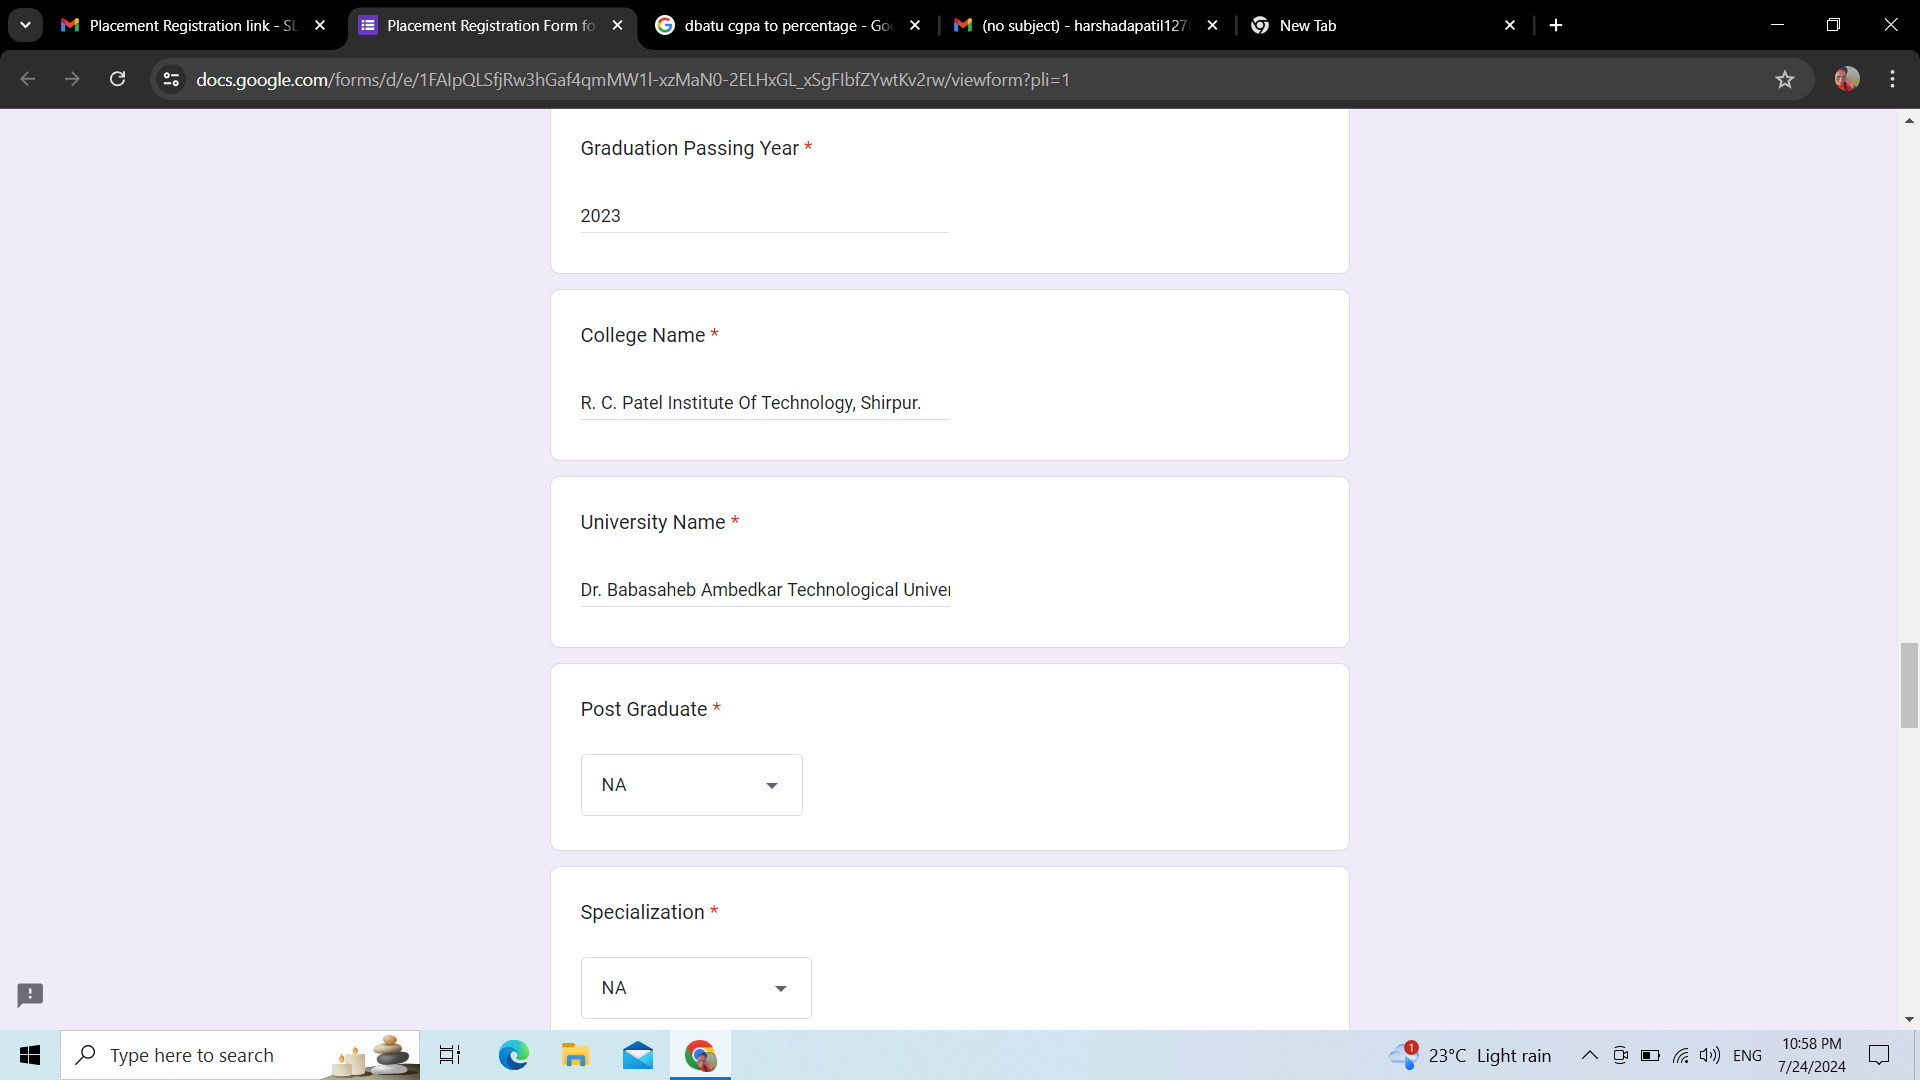 Placement Registration link - SL
Placement Registration Form fo
dbatu cgpa to percentage - Goo
(no subject) - harshadapatil127
New Tab
docs.google.com/forms/d/e/1FAIpQLSfjRw3hGaf4qmMW1l-xzMaN0-2ELHxGL_xSgFIbfZYwtKv2rw/viewform?pli=1
Graduation Passing Year *
2023
College Name *
R. C. Patel Institute Of Technology, Shirpur.
University Name *
Dr. Babasaheb Ambedkar Technological Univer
Post Graduate *
NA
Specialization *
NA
Type here to search
1
23°C Light rain
ENG
10:58 PM
7/24/2024